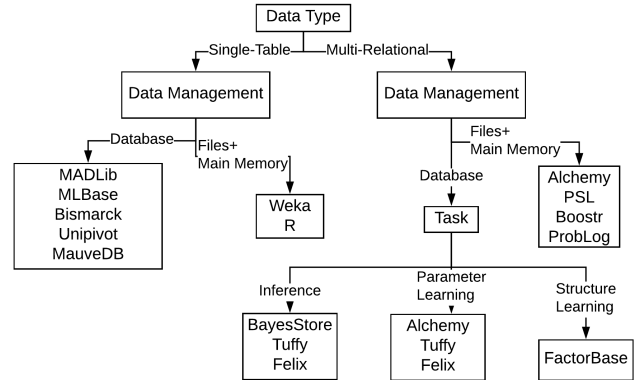 Data Type
Single-Table
Multi-Relational
Data Management
Data Management
Database
Files+
Main Memory
Files+
Main Memory
Database
MADLib
MLBase
Bismarck
Unipivot
MauveDB
Weka
R
Task
Alchemy
PSL
Boostr
ProbLog
Inference
Parameter
Learning
Structure
Learning
BayesStore
Tuffy
Felix
Alchemy
Tuffy
Felix
FactorBase